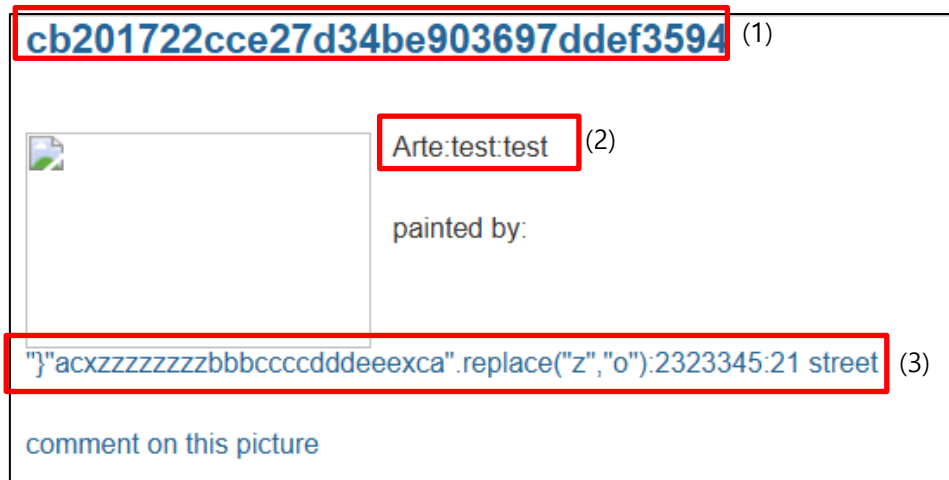 cb201722cce27d34be903697ddef3594 (1)
Arte:test:test (2)
painted by:
"}"acxzzzzzzzzbbbccccdddeeexca".replace("z","o"):2323345:21 street (3)
comment on this picture